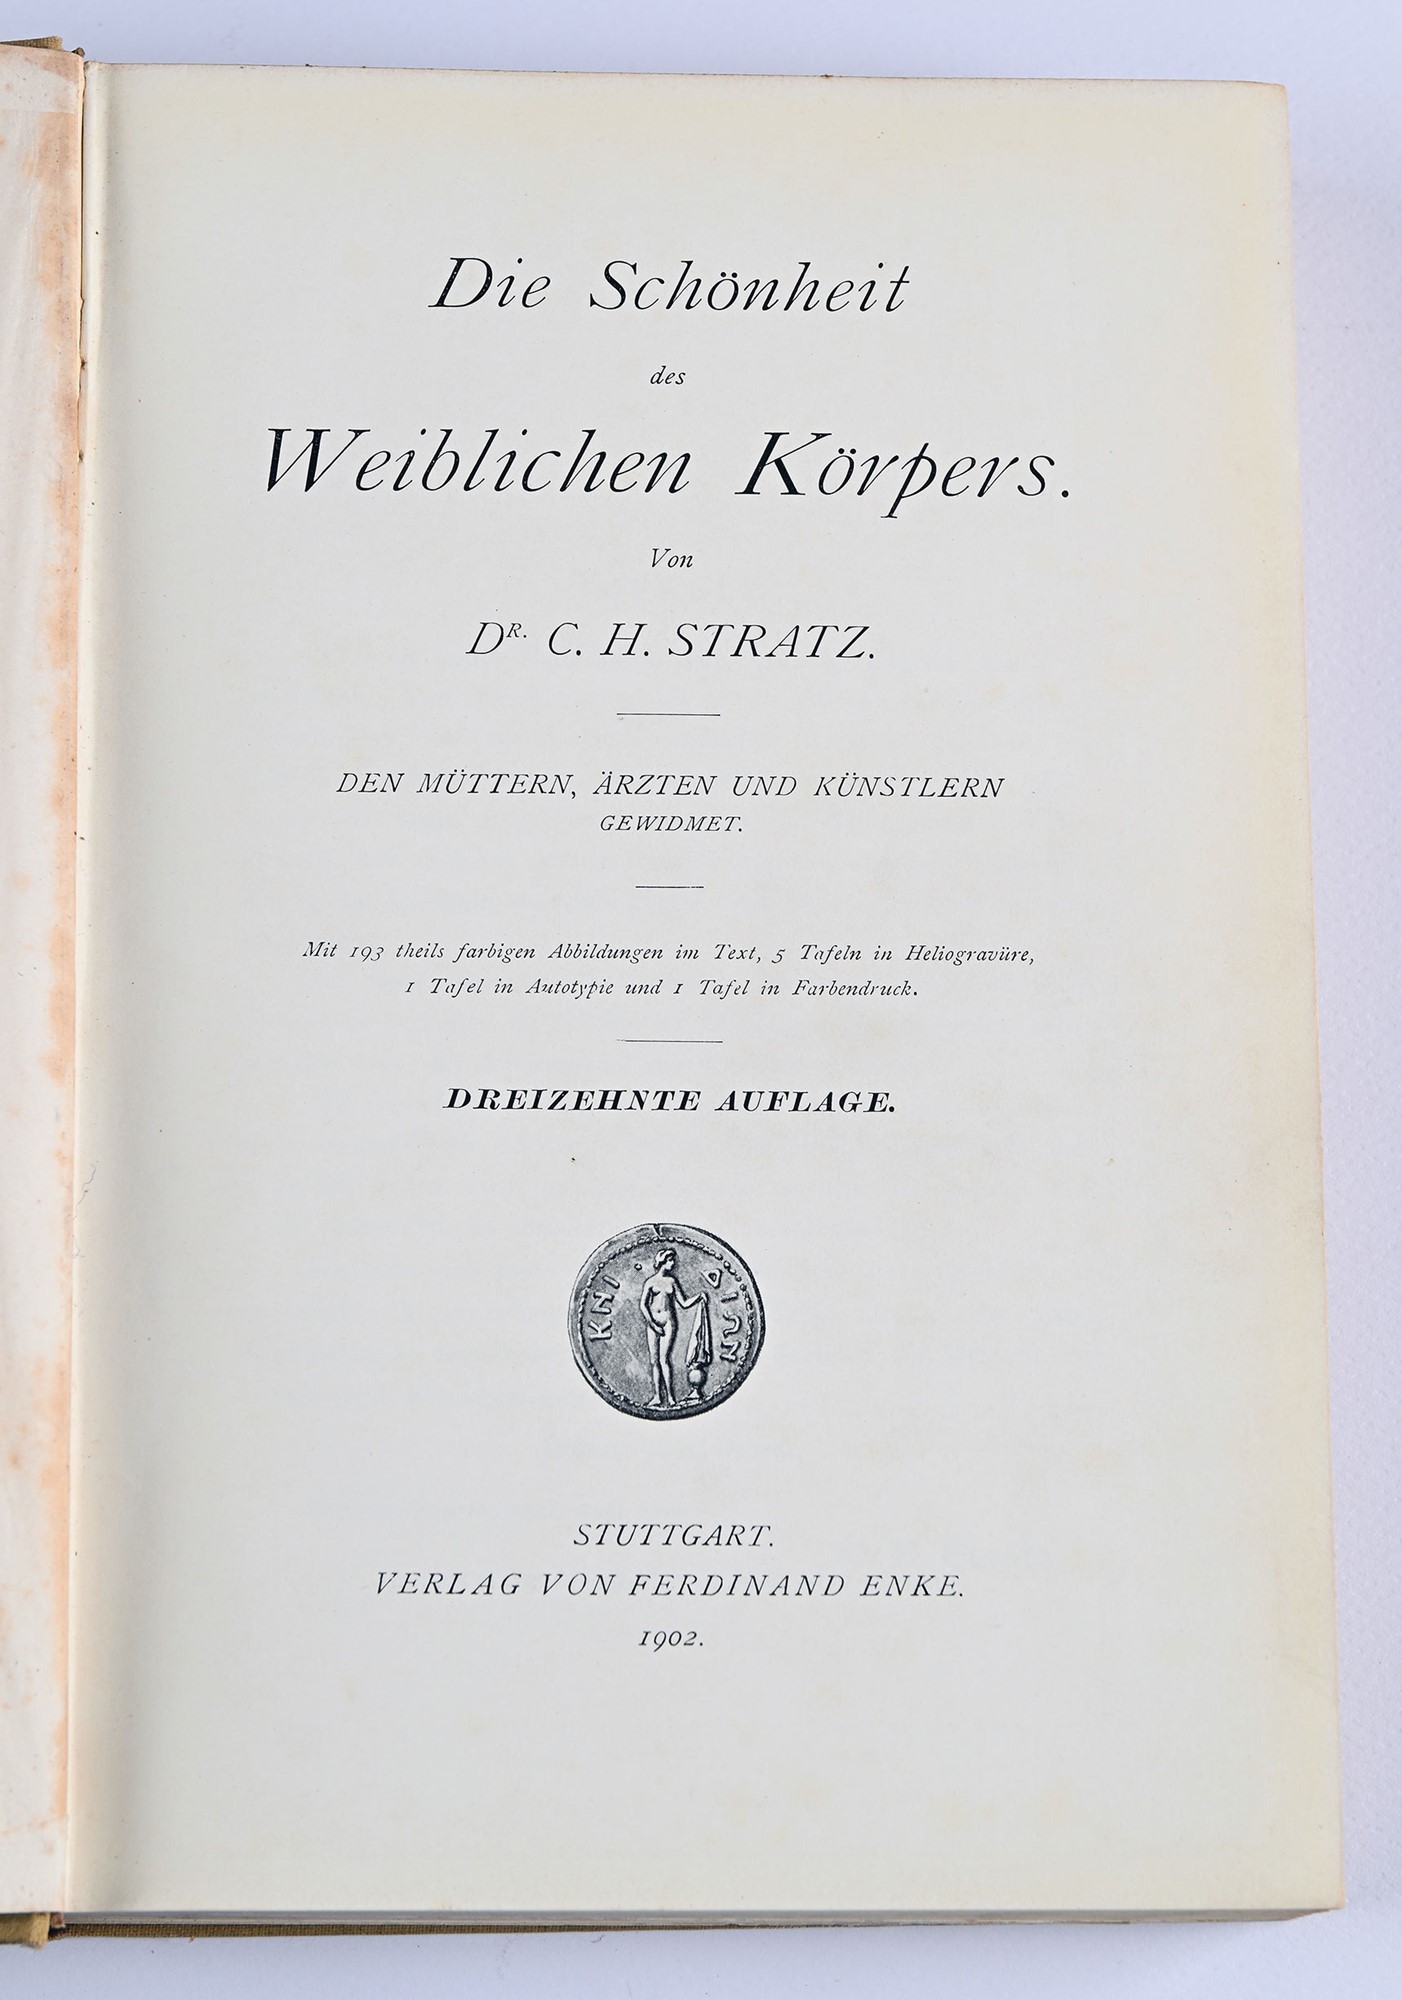 Die Schönheit
des
Weiblichen Körpers.
Von
DR. C. H. STRATZ.
DEN MÜTTERN, ÄRZTEN UND KÜNSTLERN
GEWIDMET.
Mit 193 theils farbigen Abbildungen im Text, 5 Tafeln in Heliogravüre,
1 Tafel in Autotypie und 1 Tafel in Farbendruck.
DREIZEHNTE AUFLAGE.
ΚΝΙ ΔΙΩΝ
STUTTGART.
VERLAG VON FERDINAND ENKE.
1902.